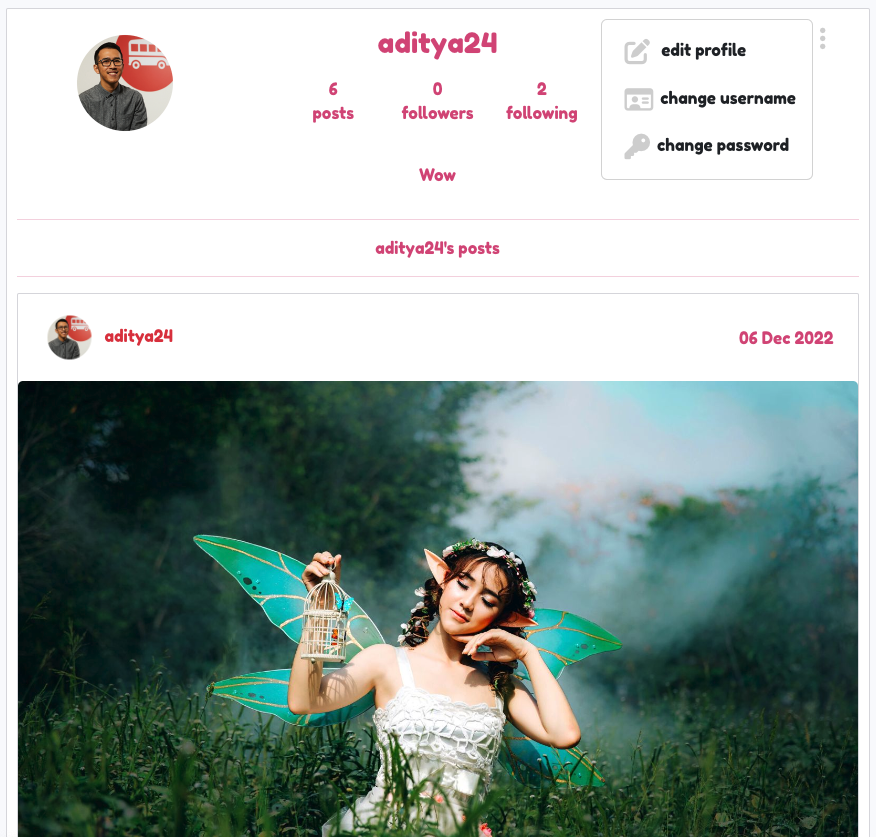 aditya24
6 0 2
posts followers following
Wow
edit profile
change username
change password
aditya24's posts
aditya24
06 Dec 2022